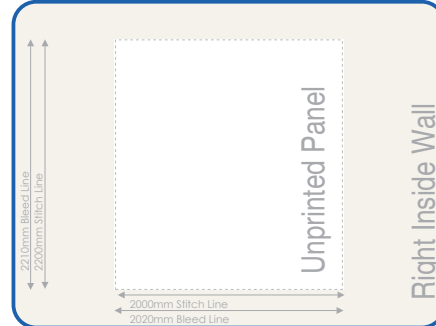 2210mm Bleed Line
2200mm Stitch Line
Unprinted Panel
Right Inside Wall
2000mm Stitch Line
2020mm Bleed Line